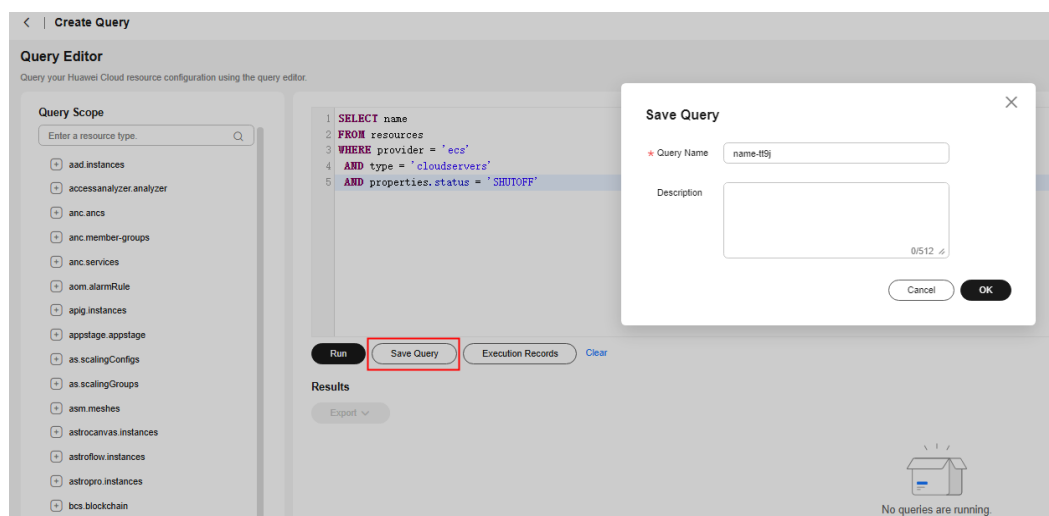 < | Create Query
Query Editor
Query your Huawei Cloud resource configuration using the query editor.
Query Scope
Enter a resource type.
aad.instances
accessanalyzer.analyzer
anc.ancs
anc.member-groups
anc.services
aom.alarmRule
apig.instances
appstage.appstage
as.scalingConfigs
as.scalingGroups
asm.meshes
astrocanvas.instances
astroflow.instances
astropro.instances
bcs.blockchain
1 SELECT name
2 FROM resources
3 WHERE provider = 'ecs'
4 AND type = 'cloudservers'
5 AND properties.status = 'SHUTOFF'
Run Save Query Execution Records Clear
Results
Export
No queries are running.
Save Query
* Query Name name-tt9j
Description
0/512
Cancel OK